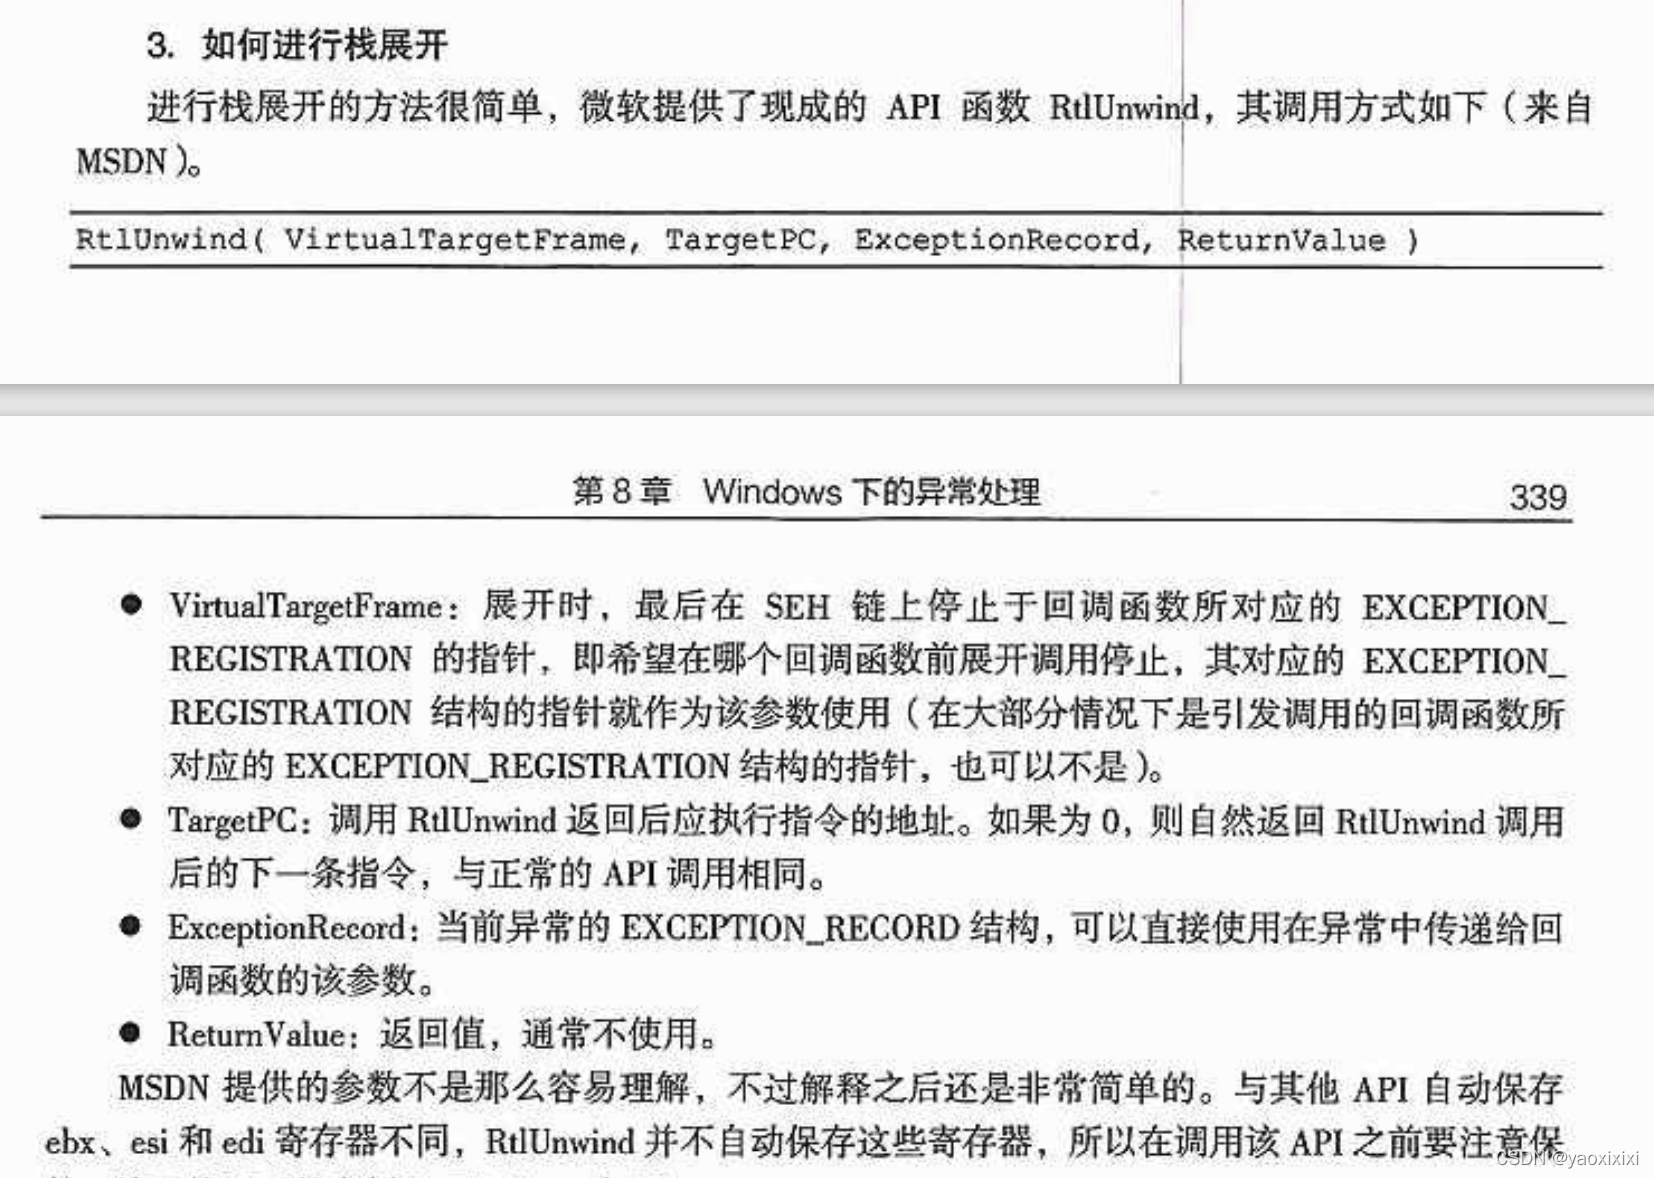 3. 如何进行栈展开
进行栈展开的方法很简单，微软提供了现成的 API 函数 RtlUnwind，其调用方式如下（来自
MSDN）。
RtlUnwind( VirtualTargetFrame, TargetPC, ExceptionRecord, ReturnValue )
第 8 章 Windows 下的异常处理 339
● VirtualTargetFrame：展开时，最后在 SEH 链上停止于回调函数所对应的 EXCEPTION_
REGISTRATION 的指针，即希望在哪个回调函数前展开调用停止，其对应的 EXCEPTION_
REGISTRATION 结构的指针就作为该参数使用（在大部分情况下是引发调用的回调函数所
对应的 EXCEPTION_REGISTRATION 结构的指针，也可以不是）。
● TargetPC：调用 RtlUnwind 返回后应执行指令的地址。如果为 0，则自然返回 RtlUnwind 调用
后的下一条指令，与正常的 API 调用相同。
● ExceptionRecord：当前异常的 EXCEPTION_RECORD 结构，可以直接使用在异常中传递给回
调函数的该参数。
● ReturnValue：返回值，通常不使用。
MSDN 提供的参数不是那么容易理解，不过解释之后还是非常简单的。与其他 API 自动保存
ebx、esi 和 edi 寄存器不同，RtlUnwind 并不自动保存这些寄存器，所以在调用该 API 之前要注意保
CSDN @yaoxixixi